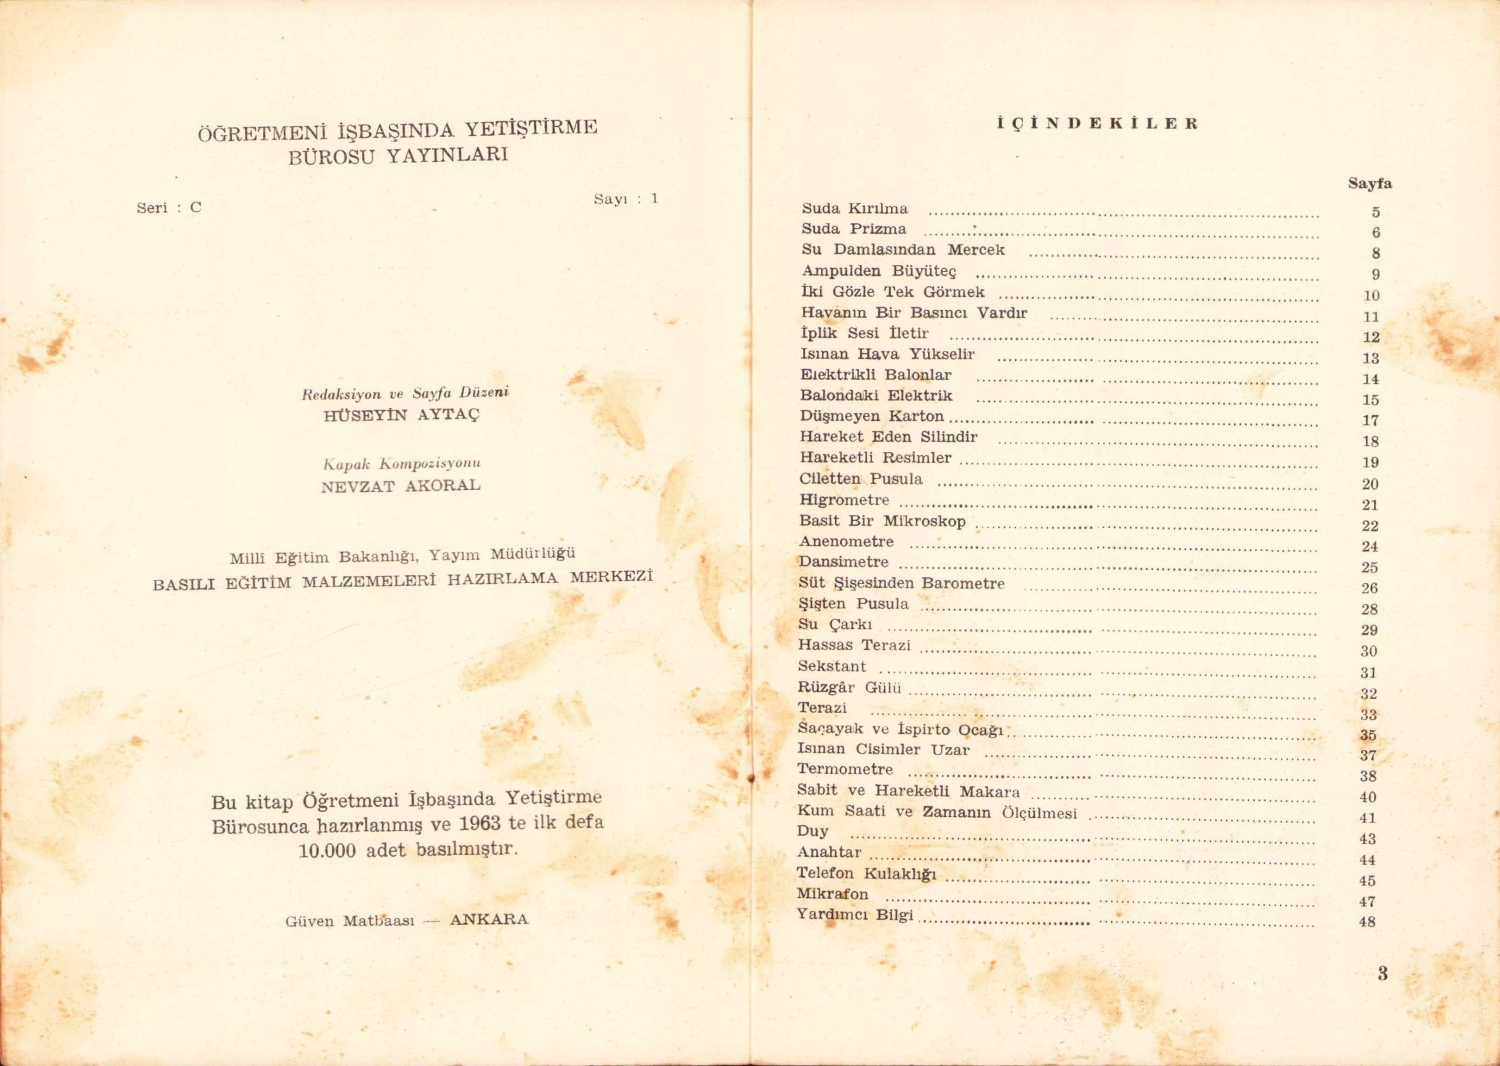 ÖĞRETMENİ İŞBAŞINDA YETİŞTİRME
BÜROSU YAYINLARI
Seri : C
Sayı : 1
Redaksiyon ve Sayfa Düzeni
HÜSEYİN AYTAÇ
Kapak Kompozisyonu
NEVZAT AKORAL
Millî Eğitim Bakanlığı, Yayım Müdürlüğü
BASILI EĞİTİM MALZEMELERİ HAZIRLAMA MERKEZİ
Bu kitap Öğretmeni İşbaşında Yetiştirme
Bürosunca hazırlanmış ve 1963 te ilk defa
10.000 adet basılmıştır.
Güven Matbaası — ANKARA
İÇİNDEKİLER
Sayfa
Suda Kırılma 5
Suda Prizma 6
Su Damlasından Mercek 8
Ampulden Büyüteç 9
İki Gözle Tek Görmek 10
Havanın Bir Basıncı Vardır 11
İplik Sesi İletir 12
Isınan Hava Yükselir 13
Elektrikli Balonlar 14
Balondaki Elektrik 15
Düşmeyen Karton 17
Hareket Eden Silindir 18
Hareketli Resimler 19
Ciletten Pusula 20
Higrometre 21
Basit Bir Mikroskop 22
Anenometre 24
Dansimetre 25
Süt Şişesinden Barometre 26
Şişten Pusula 28
Su Çarkı 29
Hassas Terazi 30
Sekstant 31
Rüzgâr Gülü 32
Terazi 33
Saçayak ve İspirto Ocağı 35
Isınan Cisimler Uzar 37
Termometre 38
Sabit ve Hareketli Makara 40
Kum Saati ve Zamanın Ölçülmesi 41
Duy 43
Anahtar 44
Telefon Kulaklığı 45
Mikrafon 47
Yardımcı Bilgi 48
3